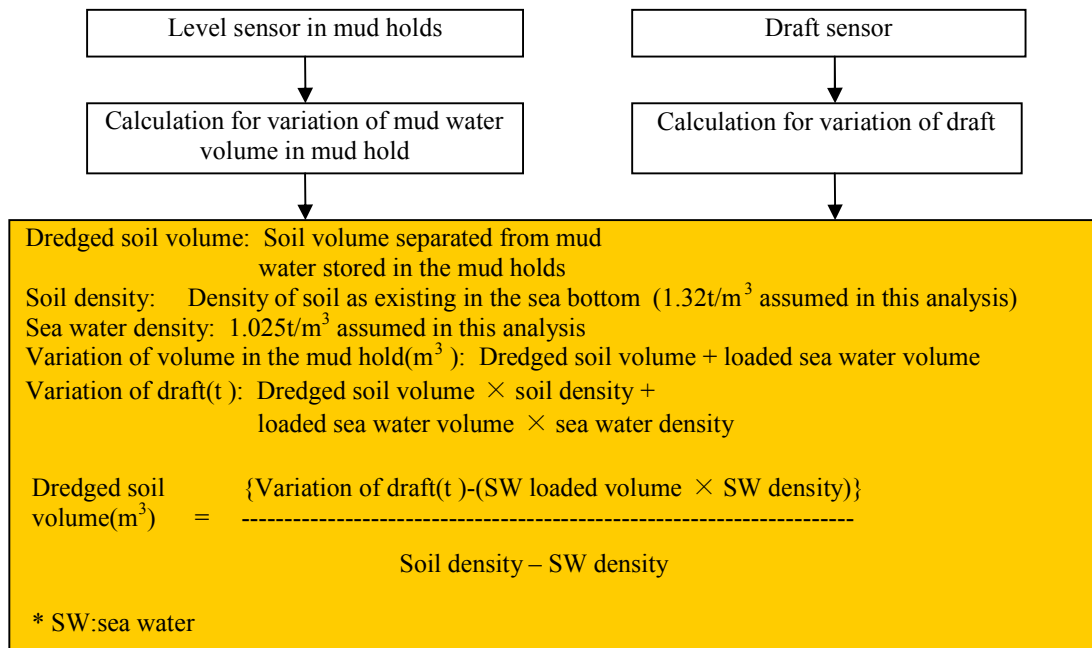 Level sensor in mud holds
Draft sensor
Calculation for variation of mud water
volume in mud hold
Calculation for variation of draft
Dredged soil volume: Soil volume separated from mud
water stored in the mud holds
Soil density: Density of soil as existing in the sea bottom (1.32t/m³ assumed in this analysis)
Sea water density: 1.025t/m³ assumed in this analysis
Variation of volume in the mud hold(m³ ): Dredged soil volume + loaded sea water volume
Variation of draft(t ): Dredged soil volume × soil density +
loaded sea water volume × sea water density
Dredged soil {Variation of draft(t )-(SW loaded volume × SW density)}
volume(m³) = ------------------------------------------------------------------------
Soil density – SW density
* SW:sea water